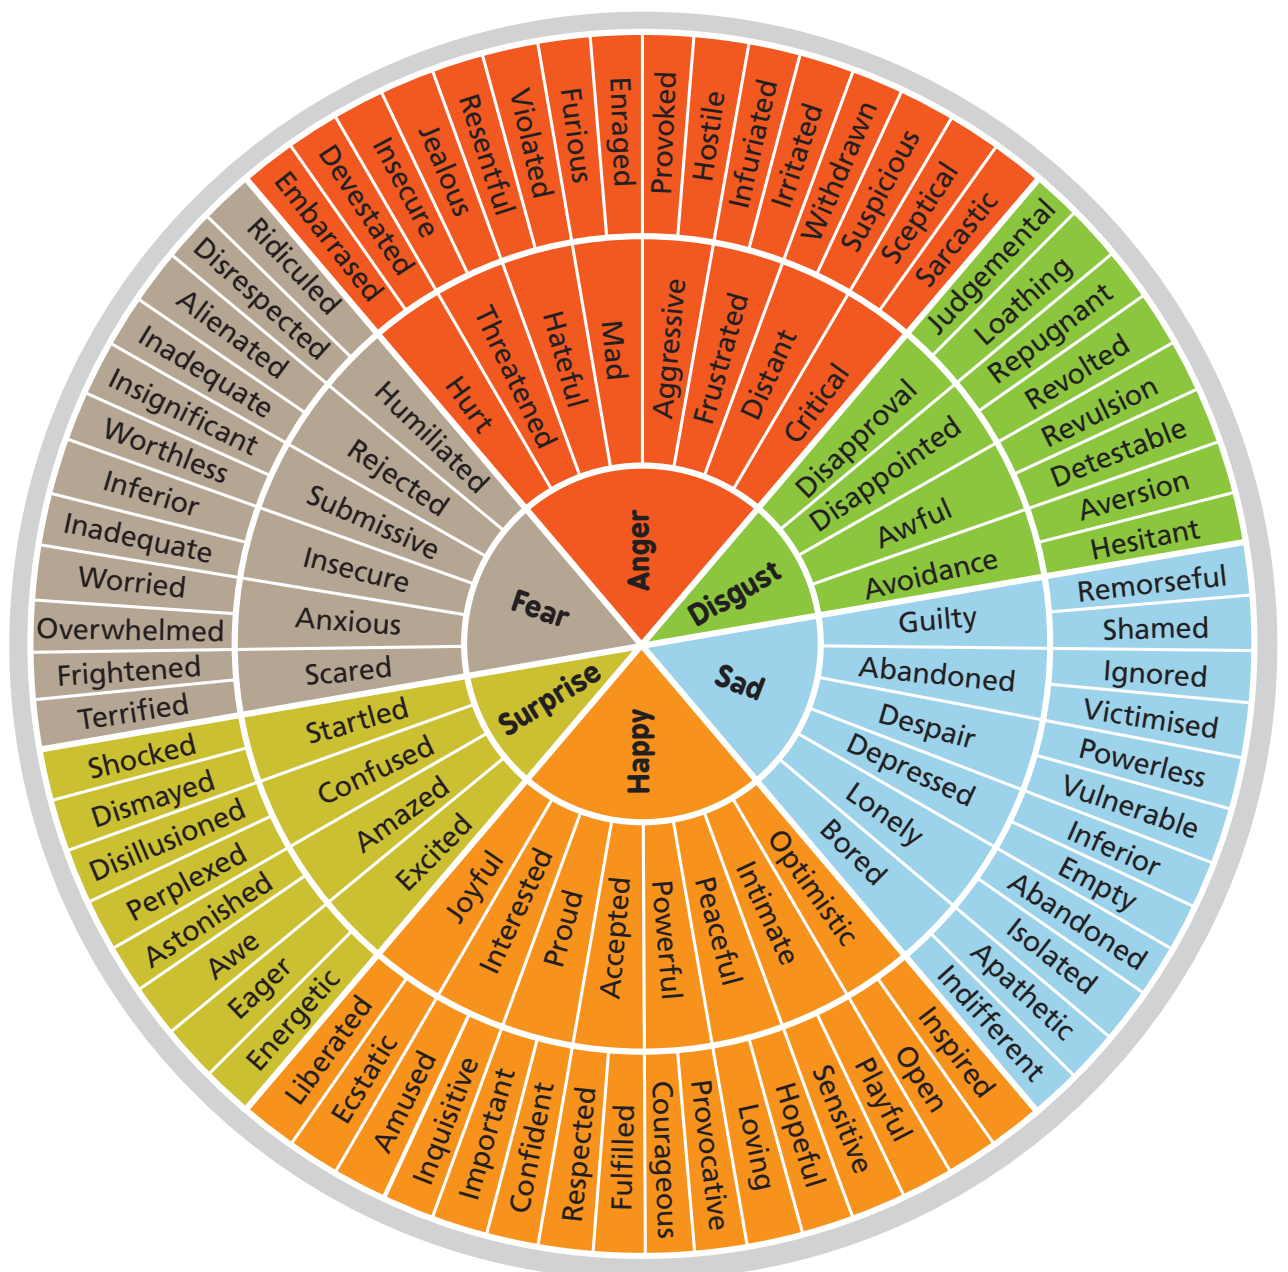 Anger
Disgust
Sad
Happy
Surprise
Fear
Hurt
Threatened
Hateful
Mad
Aggressive
Frustrated
Distant
Critical
Disapproval
Disappointed
Awful
Avoidance
Guilty
Abandoned
Despair
Depressed
Lonely
Bored
Optimistic
Intimate
Peaceful
Powerful
Accepted
Proud
Interested
Joyful
Excited
Amazed
Confused
Startled
Scared
Anxious
Insecure
Submissive
Rejected
Humiliated
Embarrased
Devestated
Insecure
Jealous
Resentful
Violated
Furious
Enraged
Provoked
Hostile
Infuriated
Irritated
Withdrawn
Suspicious
Sceptical
Sarcastic
Judgemental
Loathing
Repugnant
Revolted
Revulsion
Detestable
Aversion
Hesitant
Remorseful
Shamed
Ignored
Victimised
Powerless
Vulnerable
Inferior
Empty
Abandoned
Isolated
Apathetic
Indifferent
Inspired
Open
Playful
Sensitive
Hopeful
Loving
Provocative
Courageous
Fulfilled
Respected
Confident
Important
Inquisitive
Amused
Ecstatic
Liberated
Energetic
Eager
Awe
Astonished
Perplexed
Disillusioned
Dismayed
Shocked
Terrified
Frightened
Overwhelmed
Worried
Inadequate
Inferior
Worthless
Insignificant
Inadequate
Alienated
Disrespected
Ridiculed